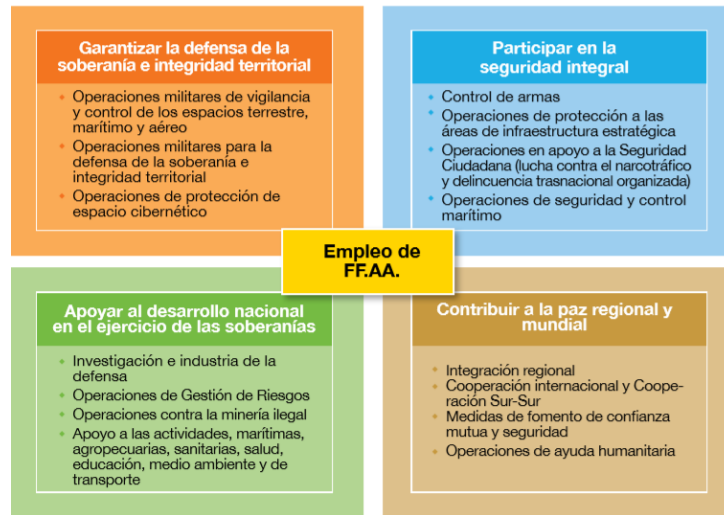 Garantizar la defensa de la
soberanía e integridad territorial
• Operaciones militares de vigilancia
y control de los espacios terrestre,
marítimo y aéreo
• Operaciones militares para la
defensa de la soberanía e
integridad territorial
• Operaciones de protección de
espacio cibernético
Participar en la
seguridad integral
• Control de armas
• Operaciones de protección a las
áreas de infraestructura estratégica
• Operaciones en apoyo a la Seguridad
Ciudadana (lucha contra el narcotráfico
y delincuencia trasnacional organizada)
• Operaciones de seguridad y control
marítimo
Empleo de
FF.AA.
Apoyar al desarrollo nacional
en el ejercicio de las soberanías
• Investigación e industria de la
defensa
• Operaciones de Gestión de Riesgos
• Operaciones contra la minería ilegal
• Apoyo a las actividades, marítimas,
agropecuarias, sanitarias, salud,
educación, medio ambiente y de
transporte
Contribuir a la paz regional y
mundial
• Integración regional
• Cooperación internacional y Coope-
ración Sur-Sur
• Medidas de fomento de confianza
mutua y seguridad
• Operaciones de ayuda humanitaria